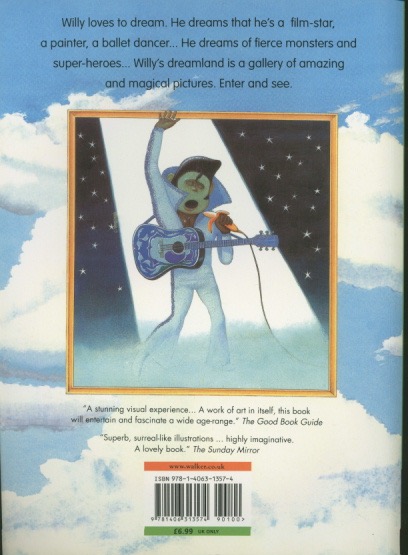 Willy loves to dream. He dreams that he's a film-star,
a painter, a ballet dancer... He dreams of fierce monsters and
super-heroes... Willy's dreamland is a gallery of amazing
and magical pictures. Enter and see.
"A stunning visual experience... A work of art in itself, this book
will entertain and fascinate a wide age-range." The Good Book Guide
"Superb, surreal-like illustrations ... highly imaginative.
A lovely book." The Sunday Mirror
www.walker.co.uk
ISBN 978-1-4063-1357-4
9 781406 313574 90100>
£6.99 UK ONLY